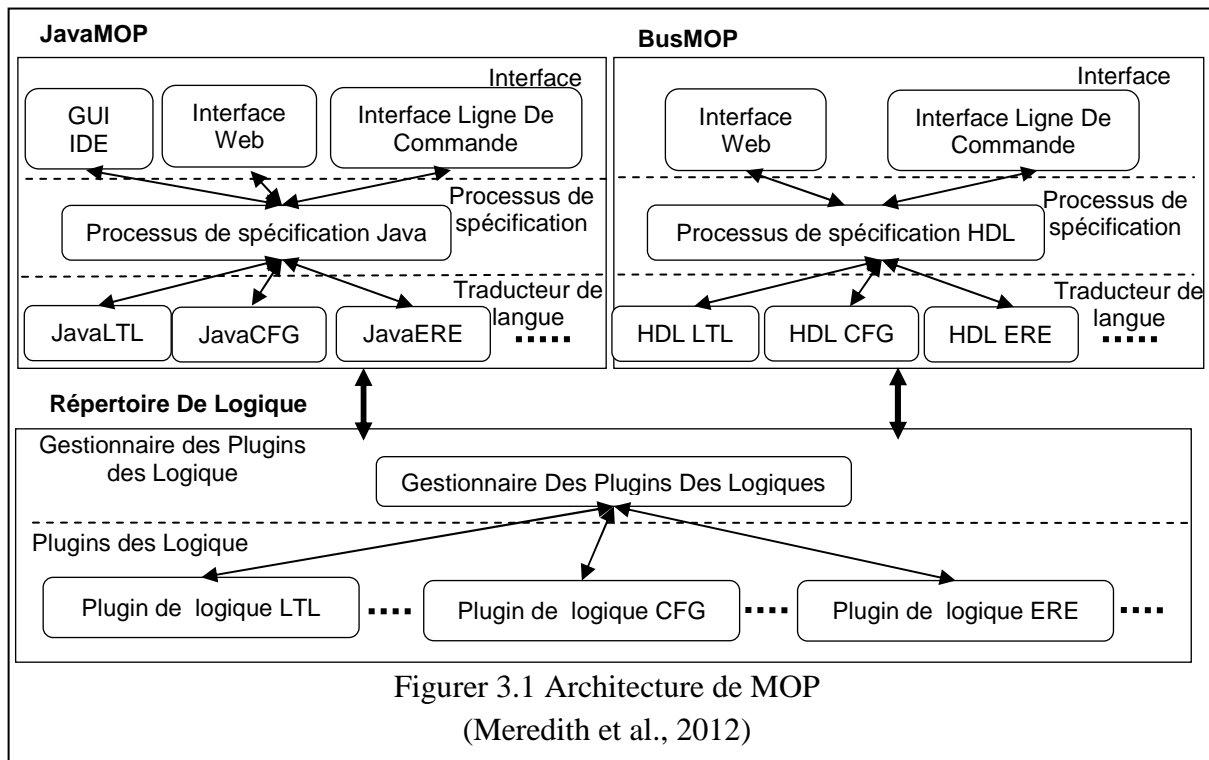 JavaMOP
Interface
GUI
IDE
Interface
Web
Interface Ligne De
Commande
Processus de
spécification
Processus de spécification Java
Traducteur de
langue
JavaLTL
JavaCFG
JavaERE
BusMOP
Interface
Interface
Web
Interface Ligne De
Commande
Processus de
spécification
Processus de spécification HDL
Traducteur de
langue
HDL LTL
HDL CFG
HDL ERE
Répertoire De Logique
Gestionnaire des Plugins
des Logique
Gestionnaire Des Plugins Des Logiques
Plugins des Logique
Plugin de logique LTL
Plugin de logique CFG
Plugin de logique ERE
Figurer 3.1 Architecture de MOP
(Meredith et al., 2012)